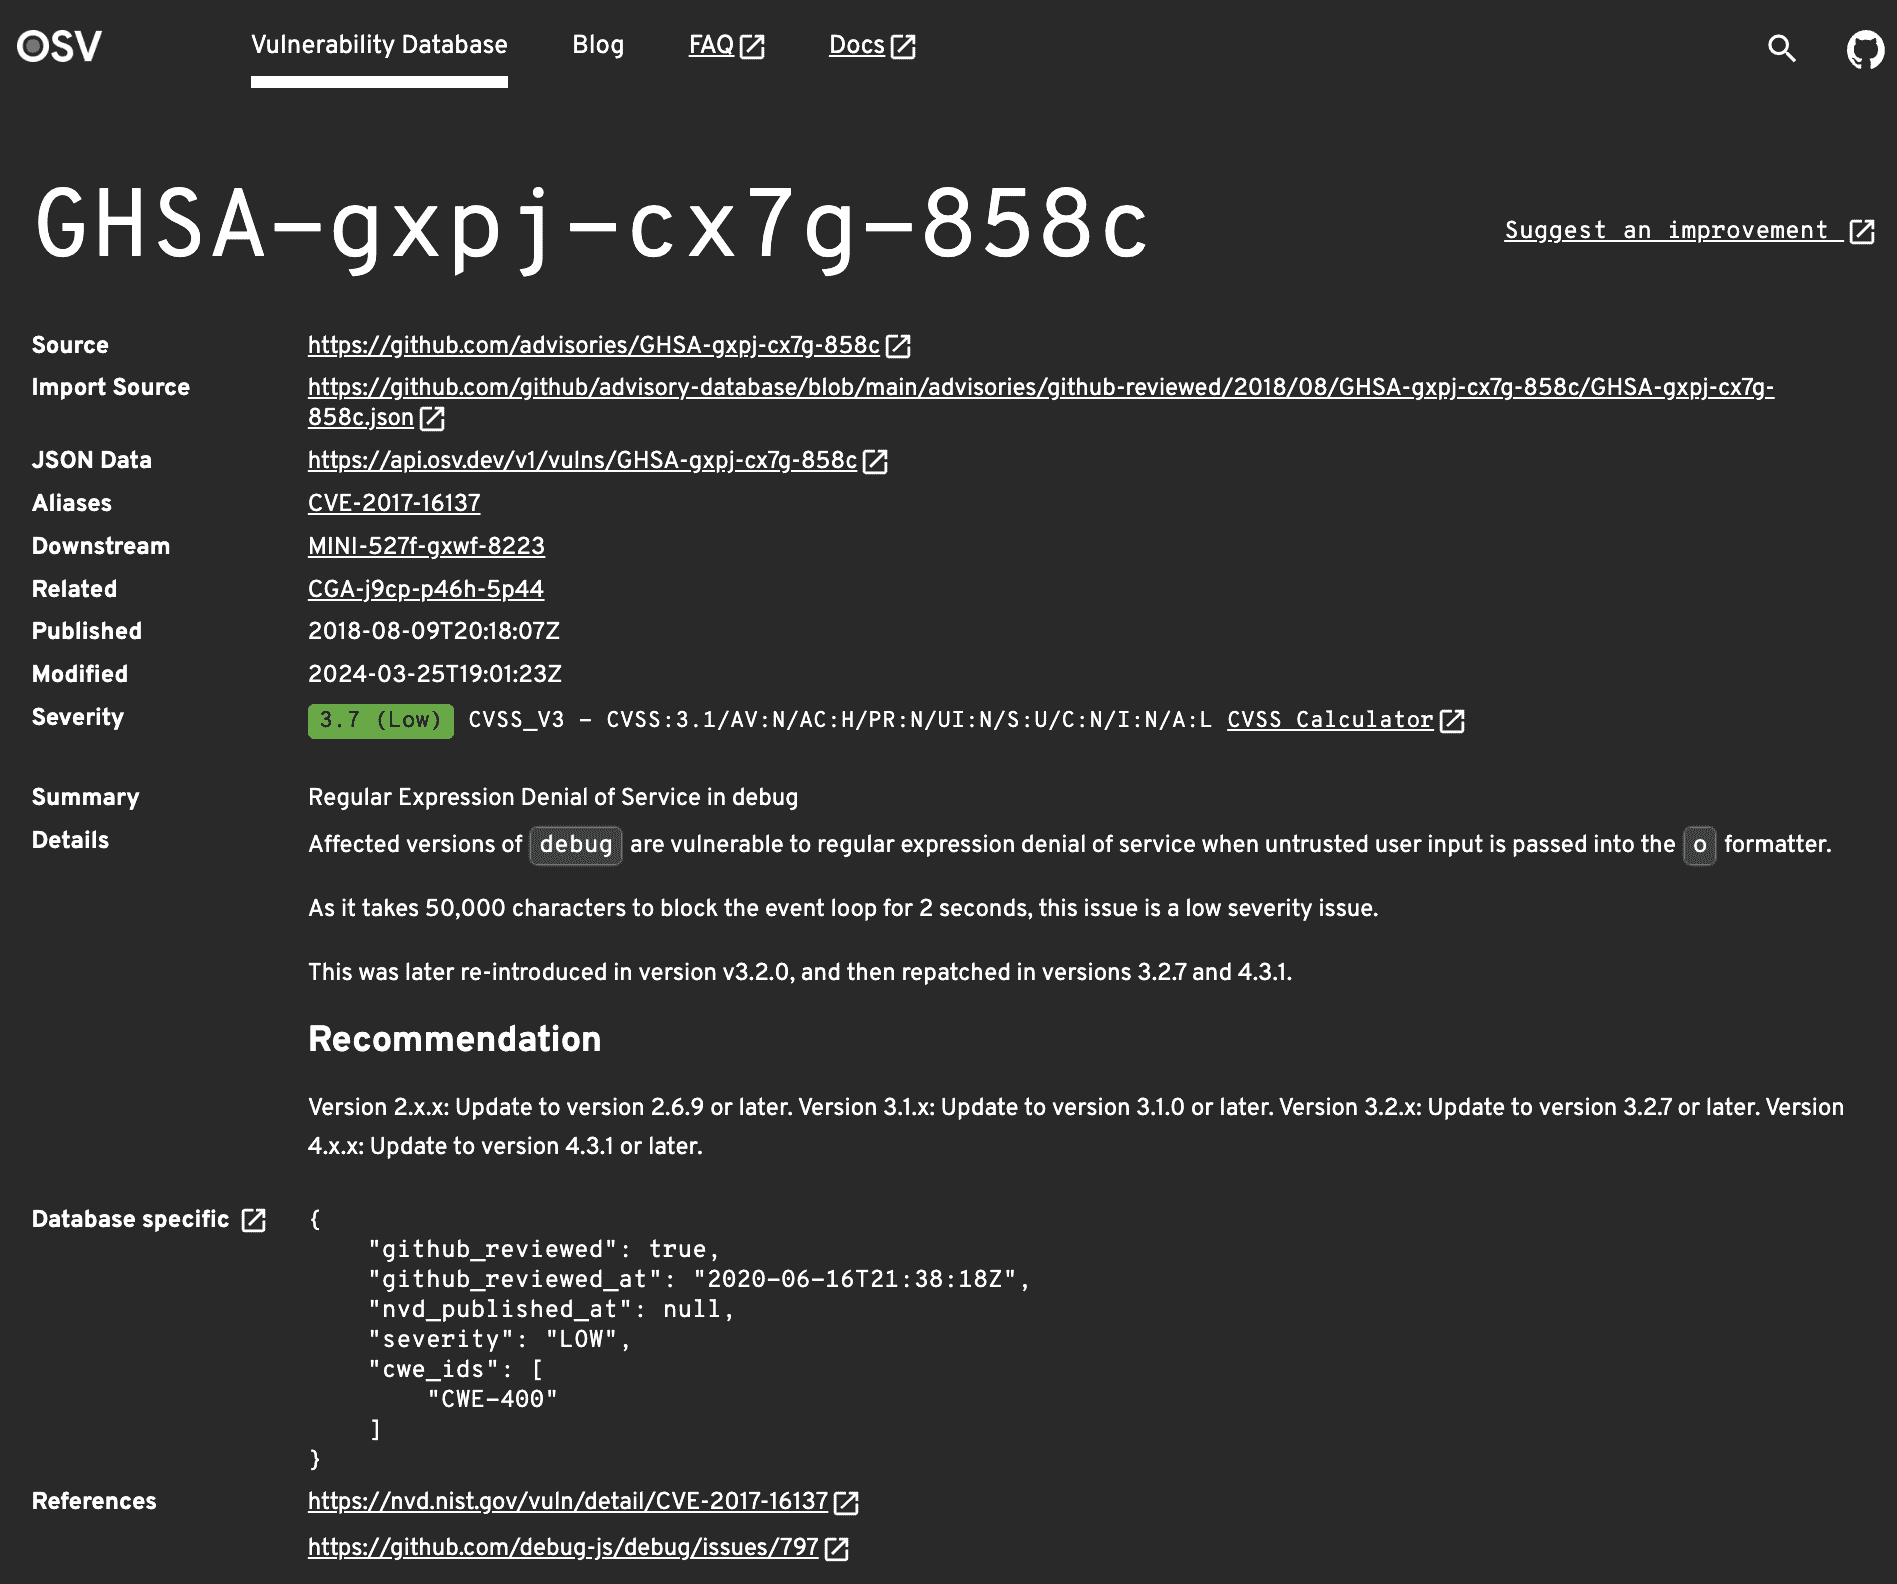 OSV
Vulnerability Database
Blog
FAQ
Docs
GHSA-gxpj-cx7g-858c
Suggest an improvement
Source
https://github.com/advisories/GHSA-gxpj-cx7g-858c
Import Source
https://github.com/github/advisory-database/blob/main/advisories/github-reviewed/2018/08/GHSA-gxpj-cx7g-858c/GHSA-gxpj-cx7g-
858c.json
JSON Data
https://api.osv.dev/v1/vulns/GHSA-gxpj-cx7g-858c
Aliases
CVE-2017-16137
Downstream
MINI-527f-gxwf-8223
Related
CGA-j9cp-p46h-5p44
Published
2018-08-09T20:18:07Z
Modified
2024-03-25T19:01:23Z
Severity
3.7 (Low) CVSS_V3 - CVSS:3.1/AV:N/AC:H/PR:N/UI:N/S:U/C:N/I:N/A:L CVSS Calculator
Summary
Regular Expression Denial of Service in debug
Details
Affected versions of debug are vulnerable to regular expression denial of service when untrusted user input is passed into the o formatter.
As it takes 50,000 characters to block the event loop for 2 seconds, this issue is a low severity issue.
This was later re-introduced in version v3.2.0, and then repatched in versions 3.2.7 and 4.3.1.
Recommendation
Version 2.x.x: Update to version 2.6.9 or later. Version 3.1.x: Update to version 3.1.0 or later. Version 3.2.x: Update to version 3.2.7 or later. Version
4.x.x: Update to version 4.3.1 or later.
Database specific
{
    "github_reviewed": true,
    "github_reviewed_at": "2020-06-16T21:38:18Z",
    "nvd_published_at": null,
    "severity": "LOW",
    "cwe_ids": [
        "CWE-400"
    ]
}
References
https://nvd.nist.gov/vuln/detail/CVE-2017-16137
https://github.com/debug-js/debug/issues/797